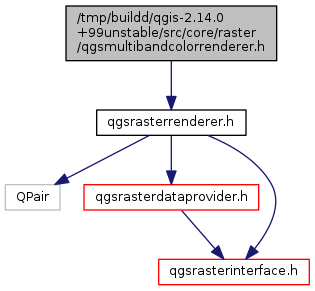 /tmp/buildd/qgis-2.14.0
+99unstable/src/core/raster
/qgsmultibandcolorrenderer.h
qgsrasterrenderer.h
QPair
qgsrasterdataprovider.h
qgsrasterinterface.h